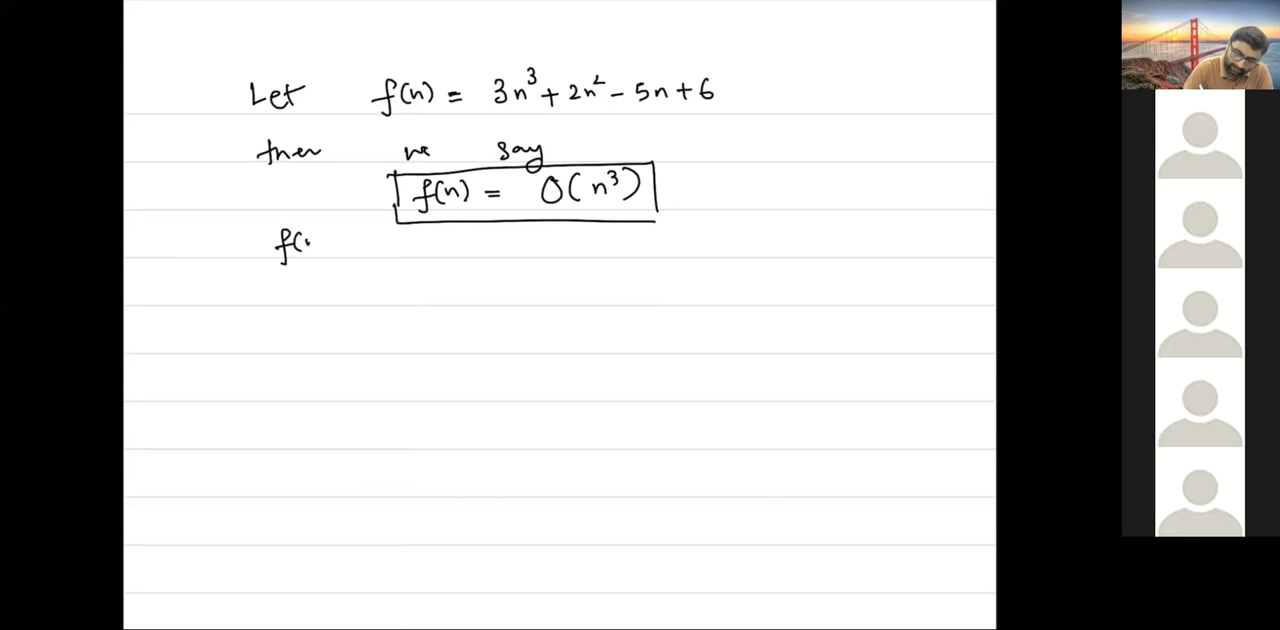 Let f(n) = 3n³ + 2n² - 5n + 6
then we say
f(n) = O(n³)
f(